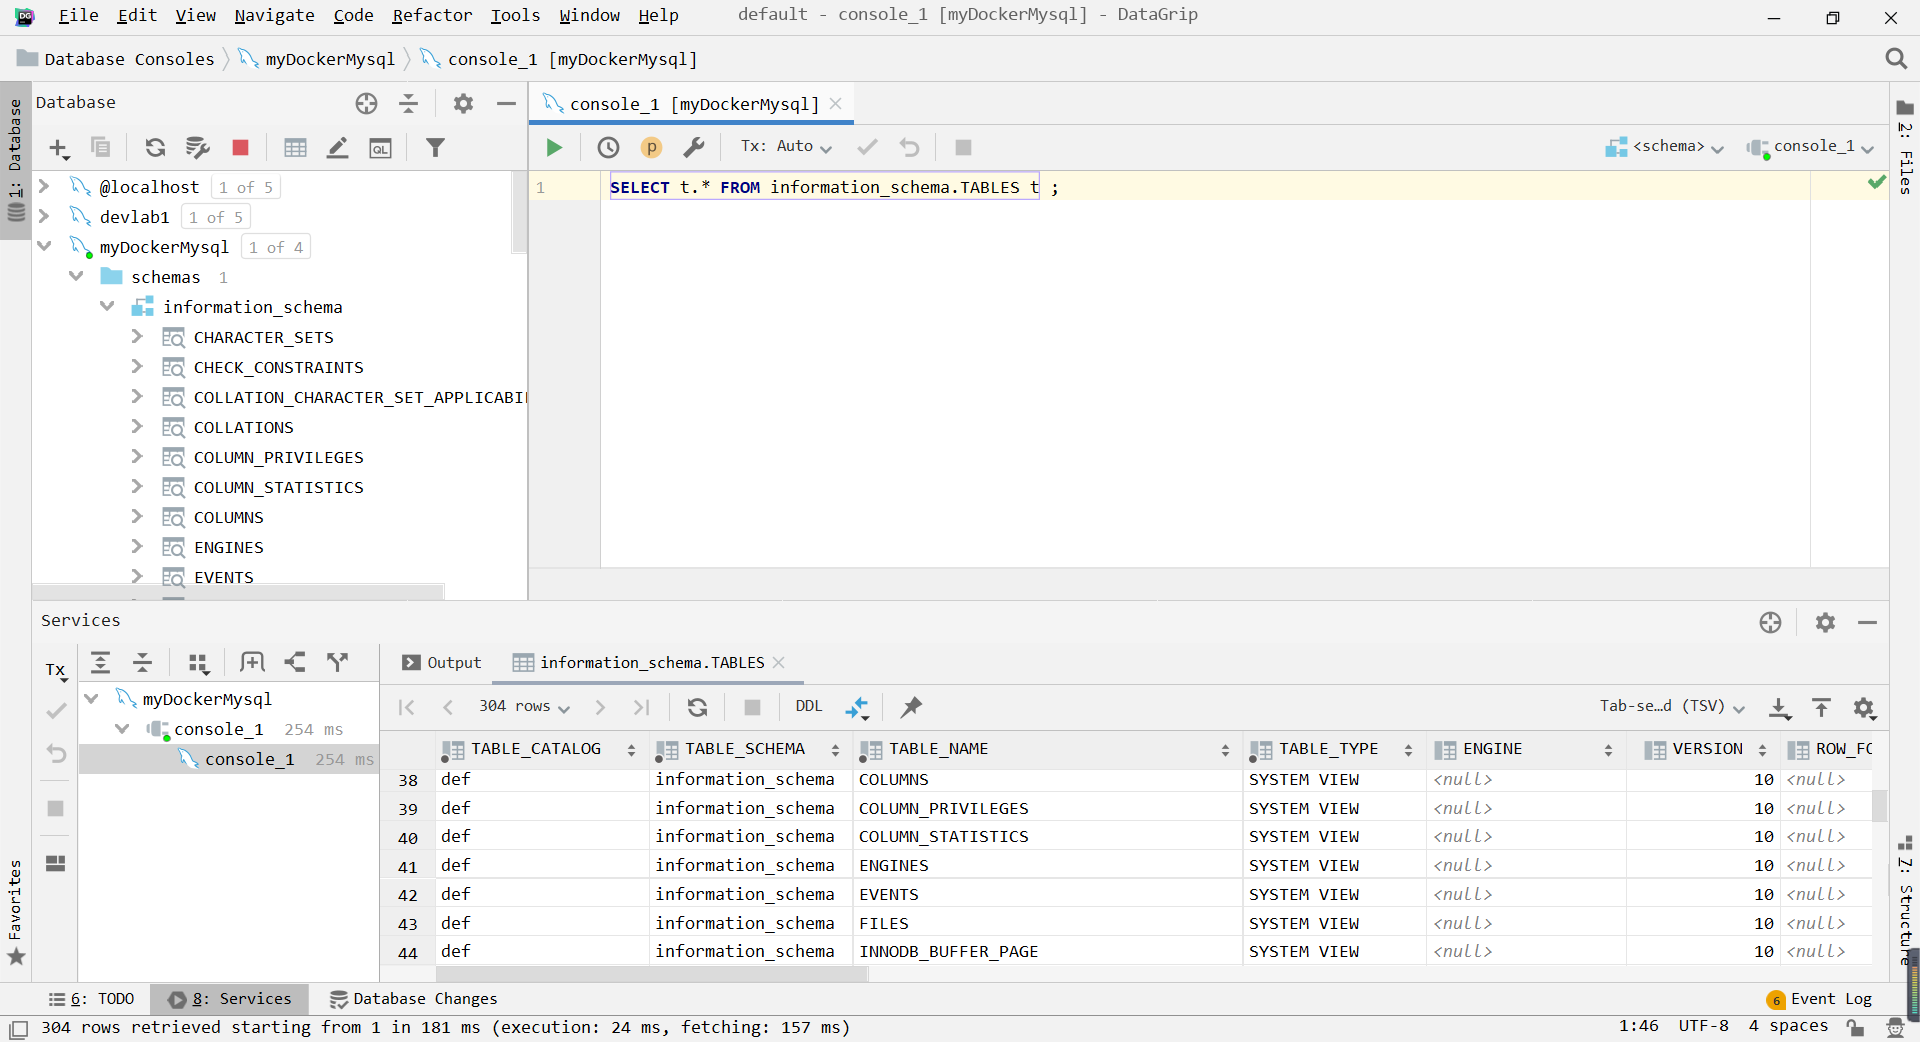 File Edit View Navigate Code Refactor Tools Window Help default - console_1 [myDockerMysql] - DataGrip
Database Consoles myDockerMysql console_1 [myDockerMysql]
1: Database
Database
@localhost 1 of 5
devlab1 1 of 5
myDockerMysql 1 of 4
schemas 1
information_schema
CHARACTER_SETS
CHECK_CONSTRAINTS
COLLATION_CHARACTER_SET_APPLICABI
COLLATIONS
COLUMN_PRIVILEGES
COLUMN_STATISTICS
COLUMNS
ENGINES
EVENTS
console_1 [myDockerMysql]
Tx: Auto <schema> console_1
1 SELECT t.* FROM information_schema.TABLES t ;
2: Files
Services
Tx
myDockerMysql
console_1 254 ms
console_1 254 ms
Output information_schema.TABLES
304 rows DDL Tab-se…d (TSV)
TABLE_CATALOG TABLE_SCHEMA TABLE_NAME TABLE_TYPE ENGINE VERSION ROW_FO
38 def information_schema COLUMNS SYSTEM VIEW <null> 10 <null>
39 def information_schema COLUMN_PRIVILEGES SYSTEM VIEW <null> 10 <null>
40 def information_schema COLUMN_STATISTICS SYSTEM VIEW <null> 10 <null>
41 def information_schema ENGINES SYSTEM VIEW <null> 10 <null>
42 def information_schema EVENTS SYSTEM VIEW <null> 10 <null>
43 def information_schema FILES SYSTEM VIEW <null> 10 <null>
44 def information_schema INNODB_BUFFER_PAGE SYSTEM VIEW <null> 10 <null>
Favorites
7: Structure
6: TODO 8: Services Database Changes 6 Event Log
304 rows retrieved starting from 1 in 181 ms (execution: 24 ms, fetching: 157 ms) 1:46 UTF-8 4 spaces